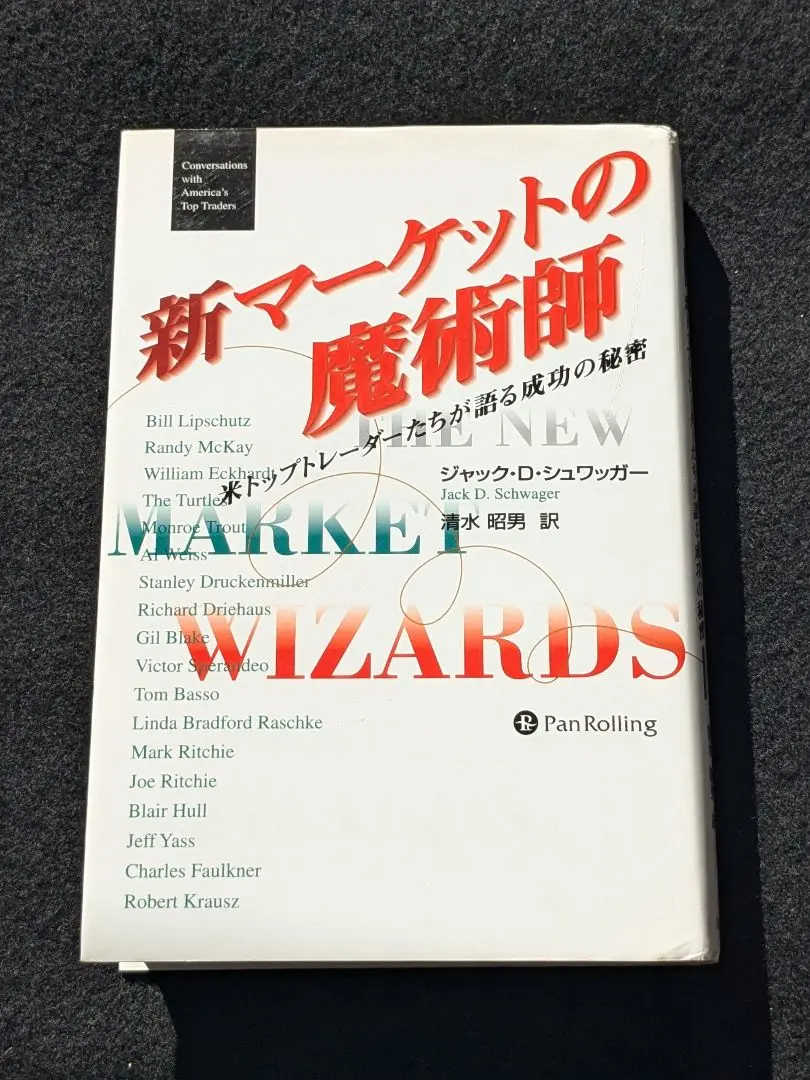 Conversations
with
America's
Top Traders
新マーケットの
魔術師
米トップトレーダーたちが語る成功の秘密
THE NEW
MARKET
WIZARDS
ジャック・D・シュワッガー
Jack D. Schwager
清水 昭男 訳
Bill Lipschutz
Randy McKay
William Eckhardt
The Turtles
Monroe Trout
Al Weiss
Stanley Druckenmiller
Richard Driehaus
Gil Blake
Victor Sperandeo
Tom Basso
Linda Bradford Raschke
Mark Ritchie
Joe Ritchie
Blair Hull
Jeff Yass
Charles Faulkner
Robert Krausz
PanRolling